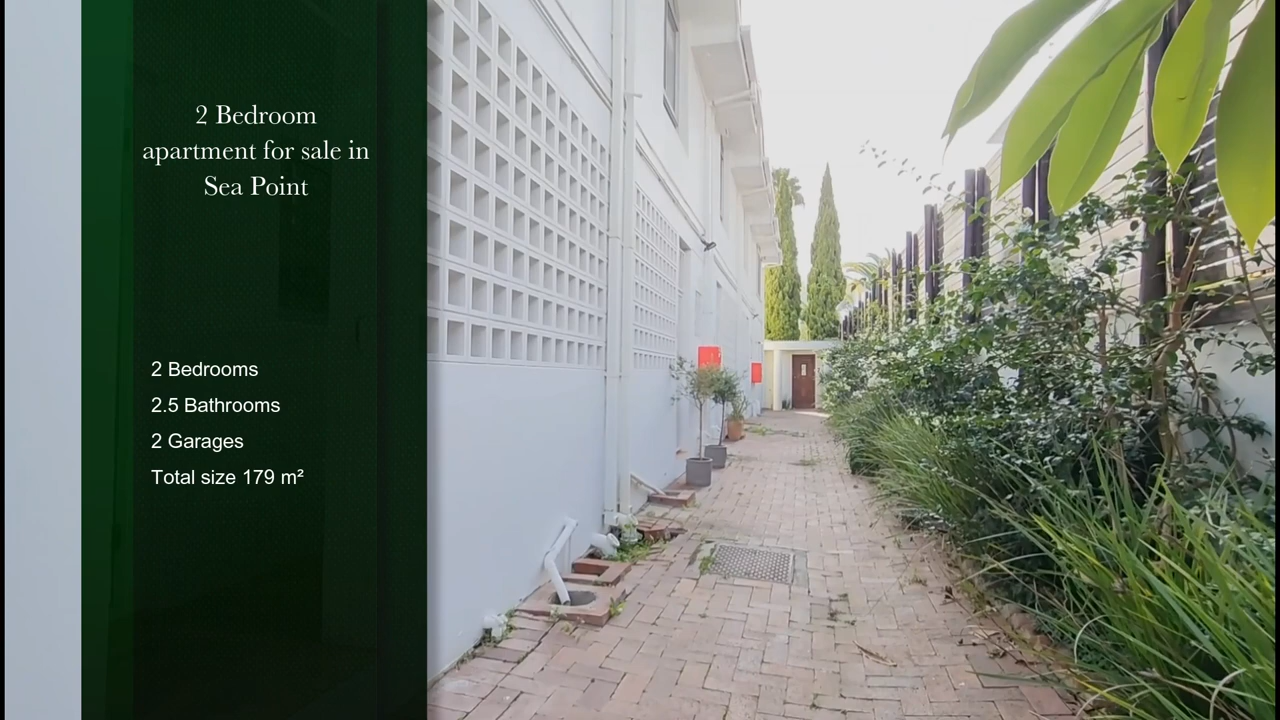 2 Bedroom
apartment for sale in
Sea Point
2 Bedrooms
2.5 Bathrooms
2 Garages
Total size 179 m²